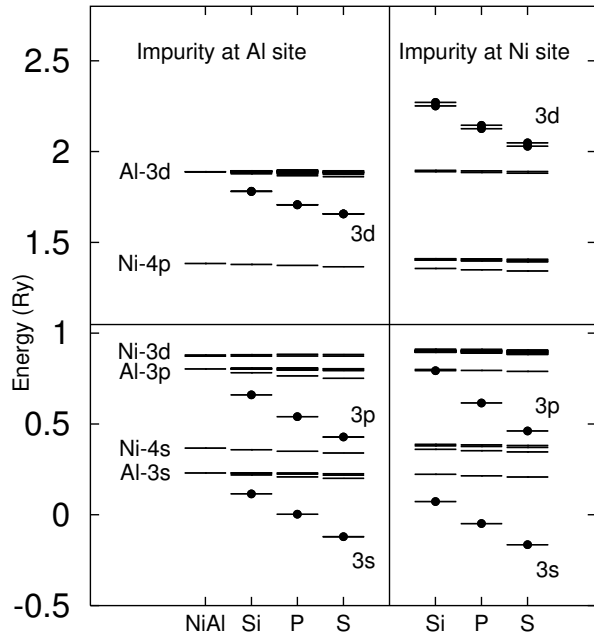 Impurity at Al site
Impurity at Ni site
2.5
3d
2
Al-3d
3d
1.5
Ni-4p
Energy (Ry)
1
Ni-3d
Al-3p
3p
3p
0.5
Ni-4s
Al-3s
0
3s
3s
-0.5
NiAl Si P S Si P S